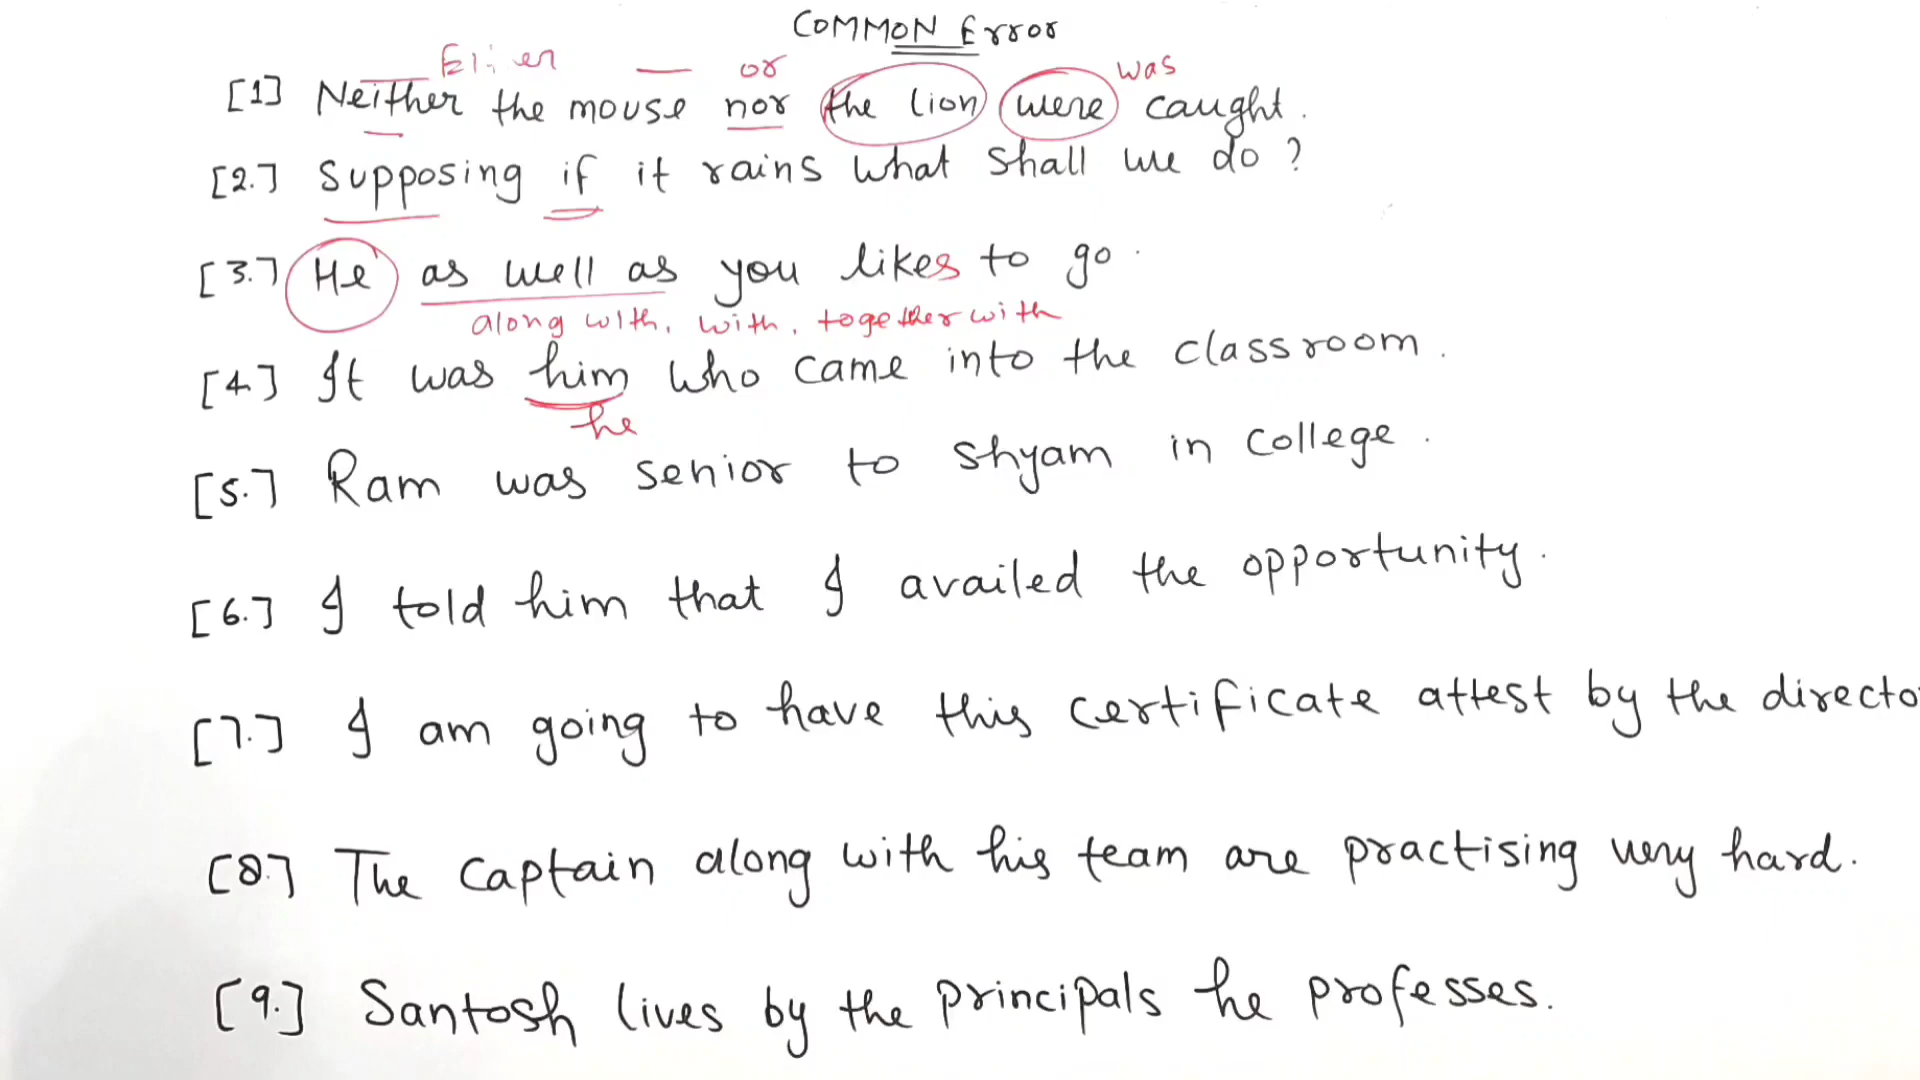 COMMON Error
Either — or was
[1] Neither the mouse nor the lion were caught.
[2.] Supposing if it rains what shall we do ?
[3.] He as well as you likes to go.
along with, with, together with
[4.] It was him who came into the classroom.
he
[5.] Ram was senior to shyam in college.
[6.] I told him that I availed the opportunity.
[7.] I am going to have this certificate attest by the directo
[8.] The Captain along with his team are practising very hard.
[9.] Santosh lives by the principals he professes.